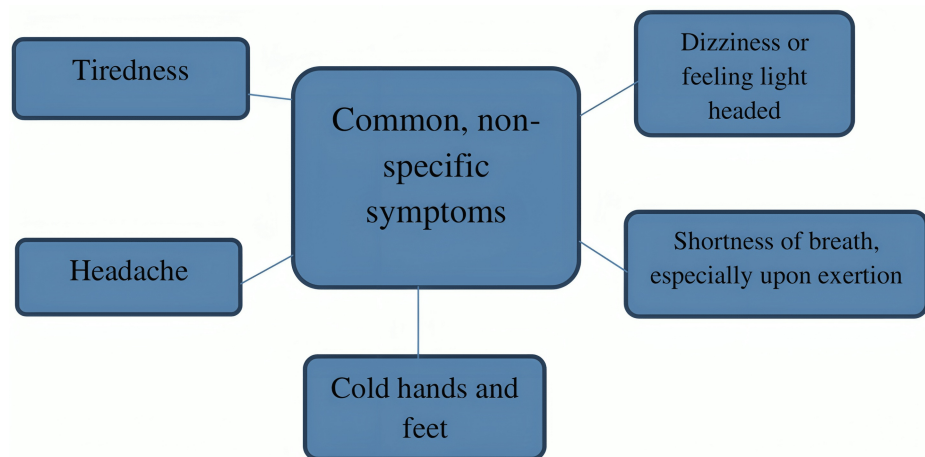 Tiredness
Dizziness or
feeling light
headed
Common, non-
specific
symptoms
Headache
Shortness of breath,
especially upon exertion
Cold hands and
feet